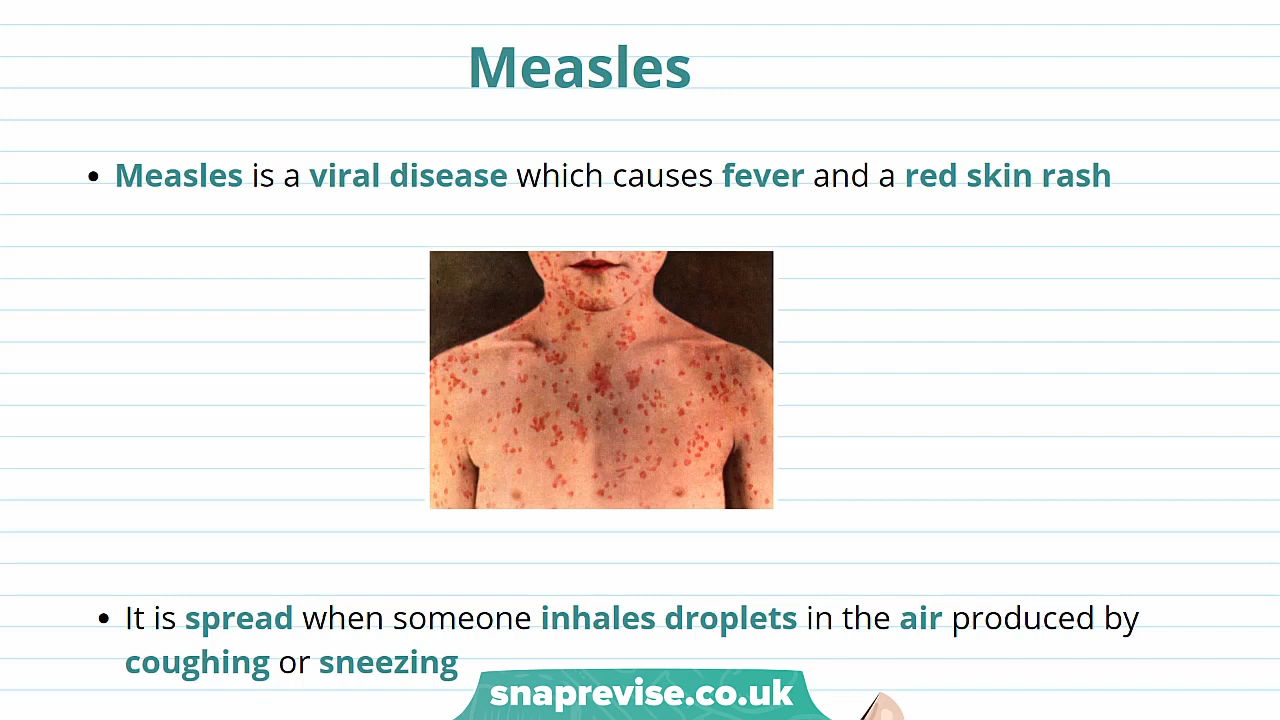 Measles
• Measles is a viral disease which causes fever and a red skin rash
• It is spread when someone inhales droplets in the air produced by
coughing or sneezing
snaprevise.co.uk